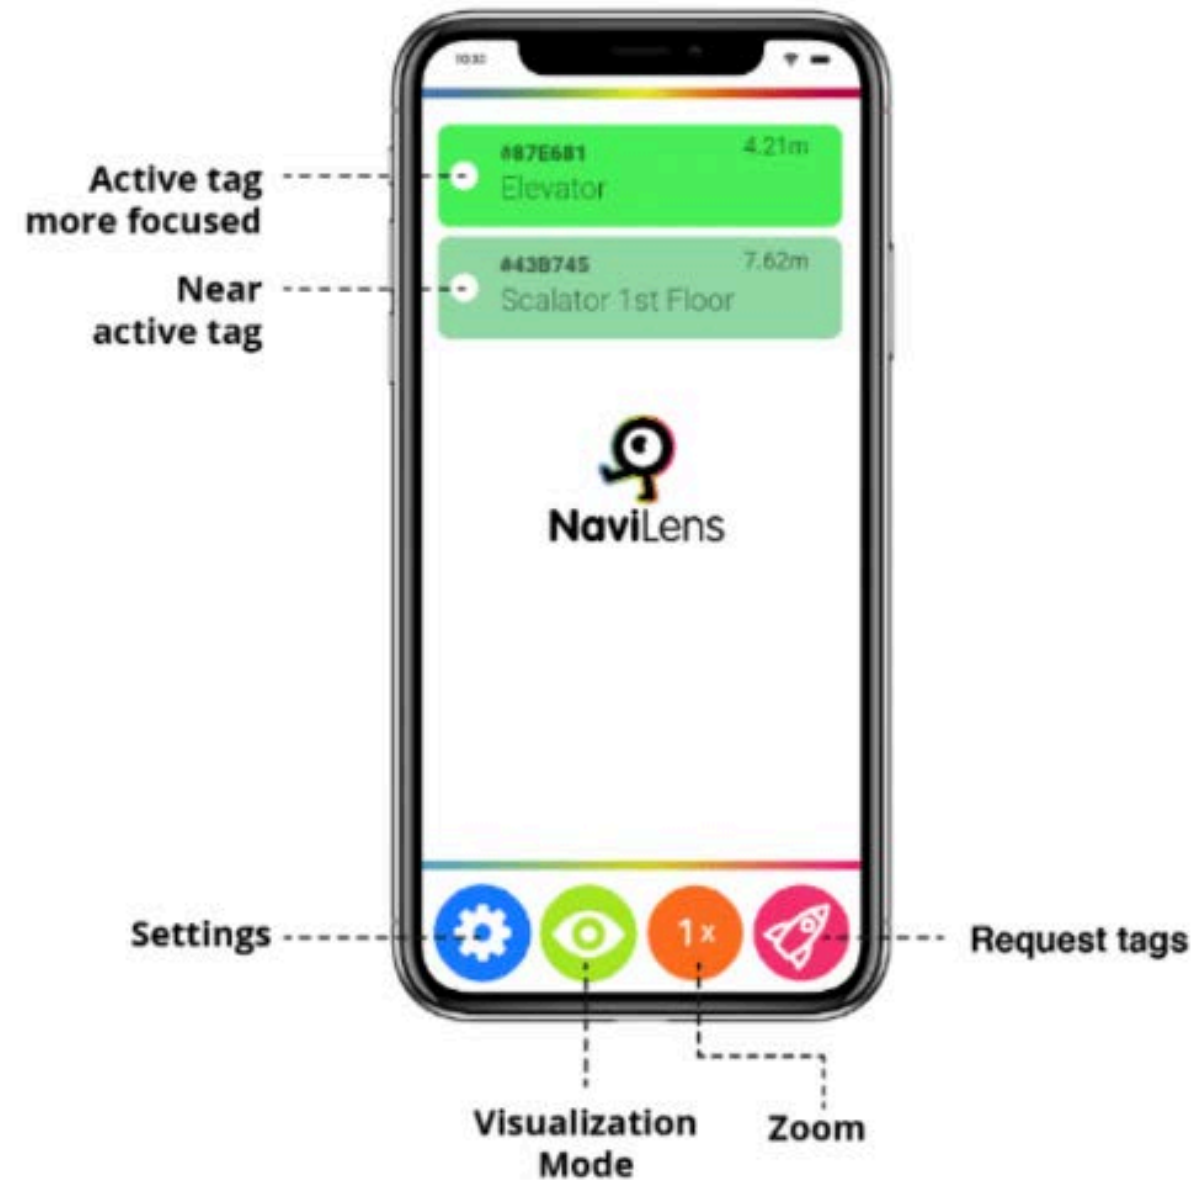 Active tag
more focused
Near
active tag
#87E681
4.21m
Elevator
#43B745
7.62m
Scalator 1st Floor
NaviLens
Settings
1x
Request tags
Visualization
Mode
Zoom